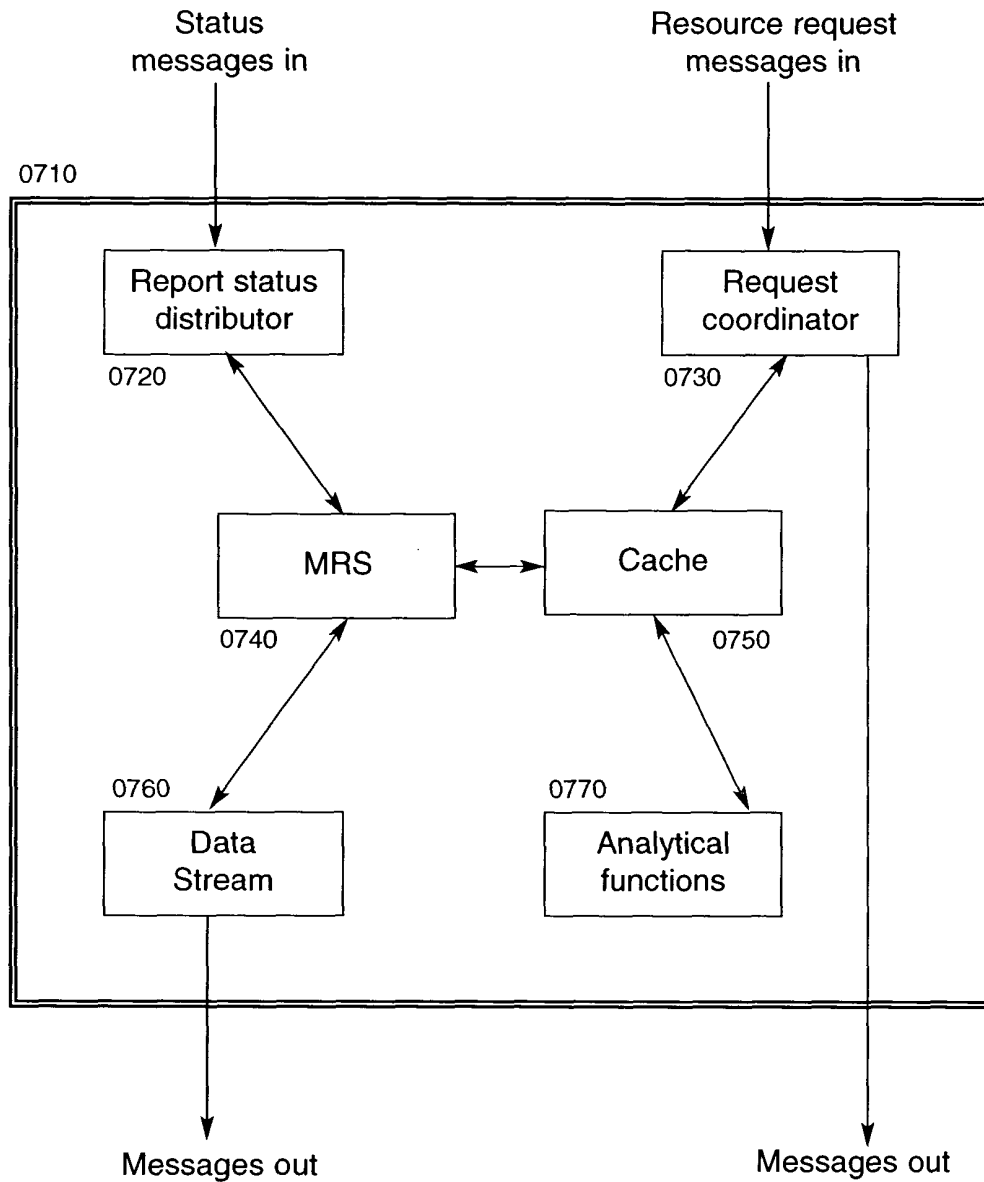 Status
messages in
Resource request
messages in
0710
Report status
distributor
Request
coordinator
0720
0730
MRS
Cache
0740
0750
0760
0770
Data
Stream
Analytical
functions
Messages out
Messages out